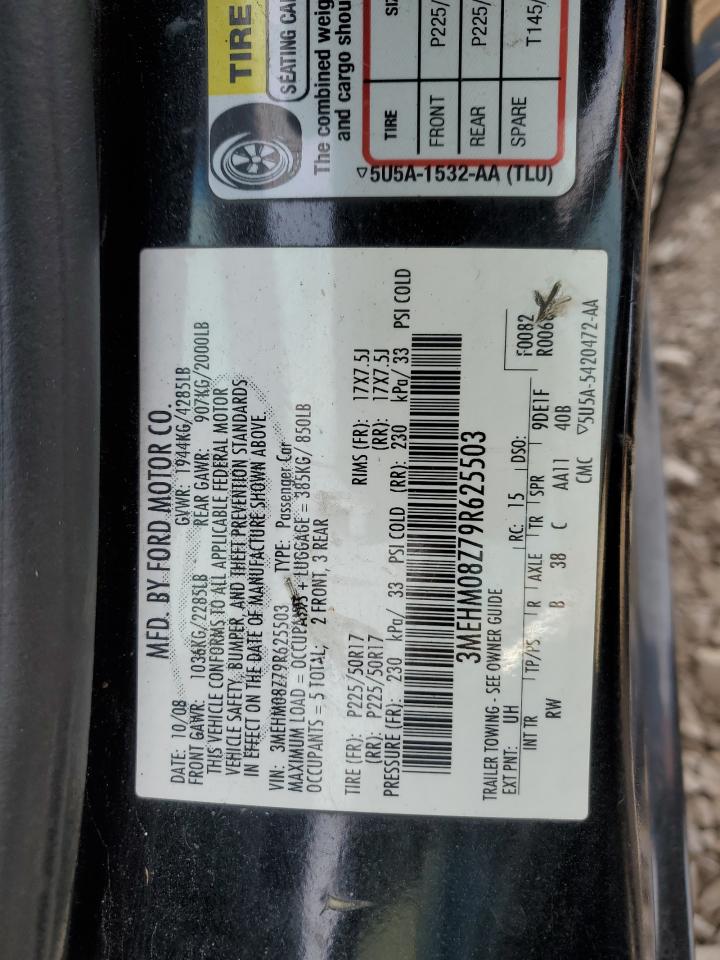 MFD. BY FORD MOTOR CO.
DATE: 10/08 GVWR: 1944KG/4285LB
FRONT GAWR: 1036KG/2285LB REAR GAWR: 907KG/2000LB
THIS VEHICLE CONFORMS TO ALL APPLICABLE FEDERAL MOTOR
VEHICLE SAFETY, BUMPER, AND THEFT PREVENTION STANDARDS
IN EFFECT ON THE DATE OF MANUFACTURE SHOWN ABOVE.
VIN: 3MEHM08Z79R625503 TYPE: Passenger Car
MAXIMUM LOAD = OCCUPANTS + LUGGAGE = 385KG/ 850LB
OCCUPANTS = 5 TOTAL; 2 FRONT, 3 REAR
TIRE (FR): P225/50R17 RIMS (FR): 17X7.5J
(RR): P225/50R17 (RR): 17X7.5J
PRESSURE (FR): 230 kPa/ 33 PSI COLD (RR): 230 kPa/ 33 PSI COLD
3MEHM08Z79R625503
TRAILER TOWING - SEE OWNER GUIDE
EXT PNT: UH RC: 15 DSO: F0082
INT TR TP/PS R AXLE TR SPR 9DE1F
RW B 38 C AA11 40B
CMC ▽5U5A-5420472-AA
TIRE
SEATING
The combined
and cargo
TIRE
FRONT P225/
REAR P225/
SPARE T145/
▽5U5A-1532-AA (TLU)